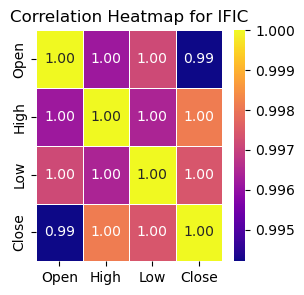 Correlation Heatmap for IFIC
Open 1.00 1.00 1.00 0.99
High 1.00 1.00 1.00 1.00
Low 1.00 1.00 1.00 1.00
Close 0.99 1.00 1.00 1.00
Open High Low Close
1.000
0.999
0.998
0.997
0.996
0.995